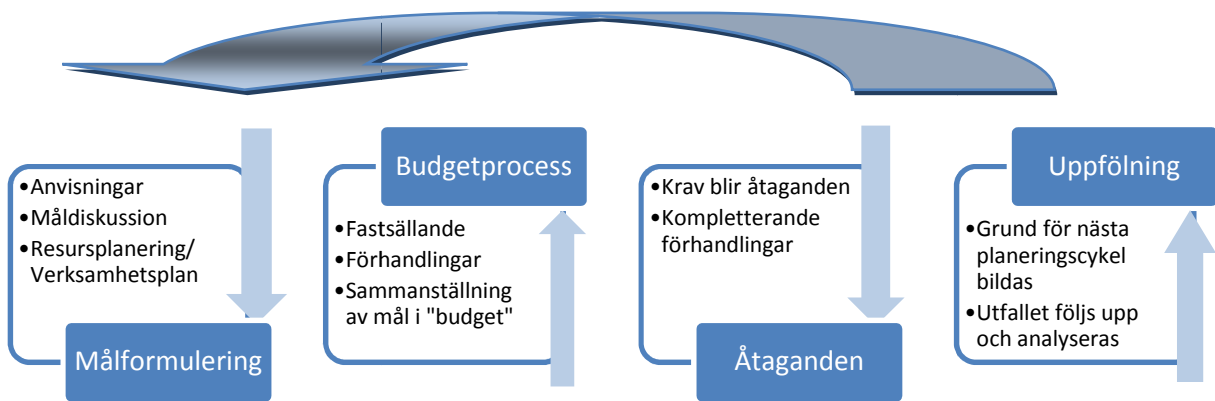 •Anvisningar
•Måldiskussion
•Resursplanering/
Verksamhetsplan
Målformulering
Budgetprocess
•Fastsällande
•Förhandlingar
•Sammanställning
av mål i "budget"
•Krav blir åtaganden
•Kompletterande
förhandlingar
Åtaganden
Uppfölning
•Grund för nästa
planeringscykel
bildas
•Utfallet följs upp
och analyseras